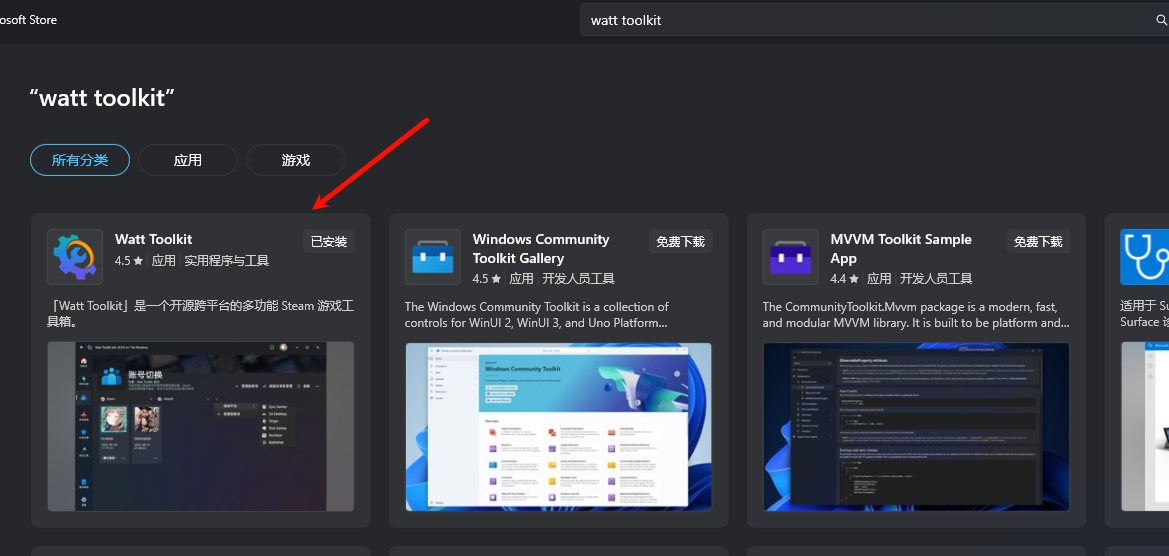 osoft Store
watt toolkit
“watt toolkit”
所有分类
应用
游戏
Watt Toolkit
已安装
4.5★ 应用 实用程序与工具
「Watt Toolkit」是一个开源跨平台的多功能 Steam 游戏工
具箱。
账号切换
Windows Community
Toolkit Gallery
免费下载
4.5★ 应用 开发人员工具
The Windows Community Toolkit is a collection of
controls for WinUI 2, WinUI 3, and Uno Platform...
Windows Community Toolkit
MVVM Toolkit Sample
App
免费下载
4.4★ 应用 开发人员工具
The CommunityToolkit.Mvvm package is a modern, fast,
and modular MVVM library. It is built to be platform and...
适用于 Su
Surface 诊